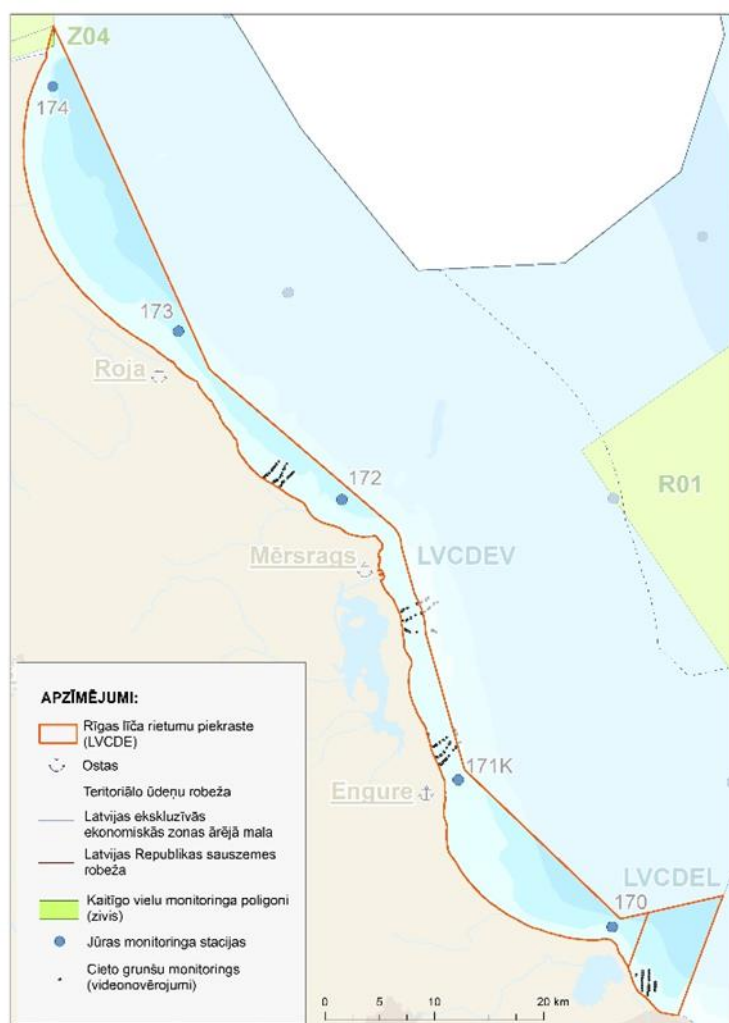 Z04
174
173
Roja
172
R01
LVCDEV
Mērsrags
171K
Engure
LVCDEL
170
APZĪMĒJUMI:
Rīgas līča rietumu piekraste
(LVCDE)
Ostas
Teritoriālo ūdeņu robeža
Latvijas ekskluzīvās
ekonomiskās zonas ārējā mala
Latvijas Republikas sauszemes
robeža
Kaitīgo vielu monitoringa poligoni
(zivis)
Jūras monitoringa stacijas
Cieto grunšu monitorings
(videonovērojumi)
0 5 10 20 km